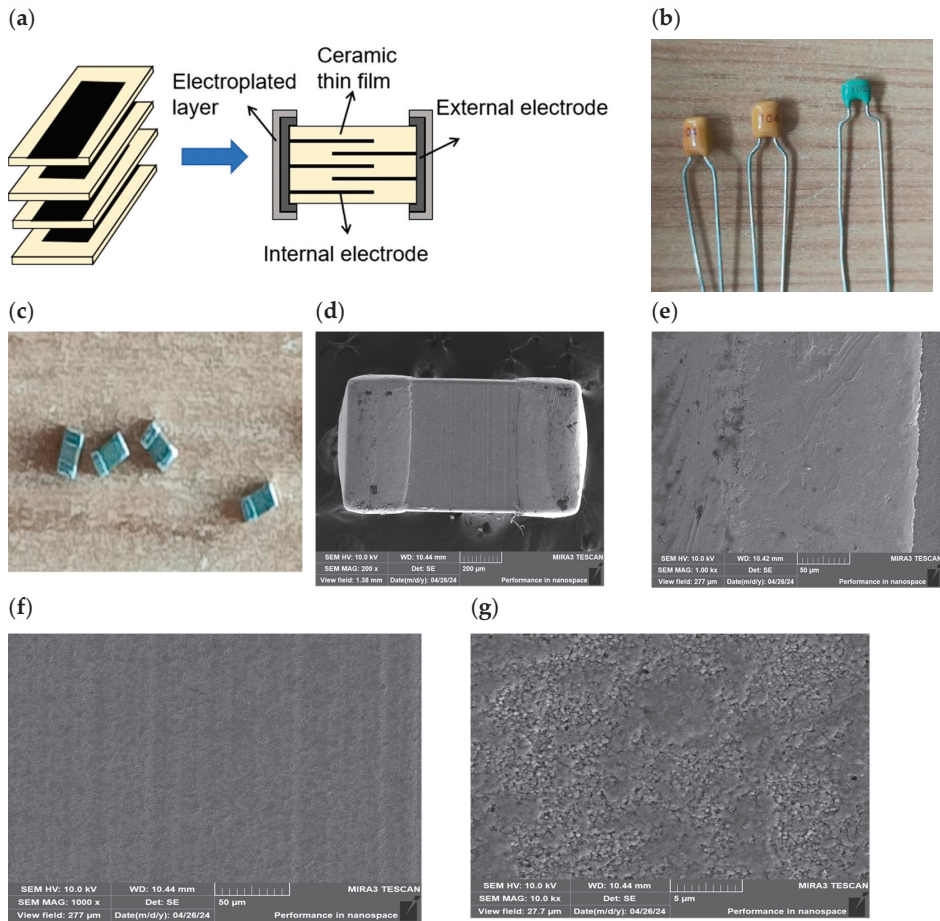 (a)
Electroplated
layer
Ceramic
thin film
External electrode
Internal electrode
(b)
01
104
102
(c)
(d)
SEM HV: 10.0 kV WD: 10.44 mm
SEM MAG: 200 x Det: SE 200 µm MIRA3 TESCAN
View field: 1.38 mm Date(m/d/y): 04/26/24 Performance in nanospace
(e)
SEM HV: 10.0 kV WD: 10.42 mm
SEM MAG: 1.00 kx Det: SE 50 µm MIRA3 TESCAN
View field: 277 µm Date(m/d/y): 04/26/24 Performance in nanospace
(f)
SEM HV: 10.0 kV WD: 10.44 mm MIRA3 TESCAN
SEM MAG: 1000 x Det: SE 50 µm
View field: 277 µm Date(m/d/y): 04/26/24 Performance in nanospace
(g)
SEM HV: 10.0 kV WD: 10.44 mm MIRA3 TESCAN
SEM MAG: 10.0 kx Det: SE 5 µm
View field: 27.7 µm Date(m/d/y): 04/26/24 Performance in nanospace